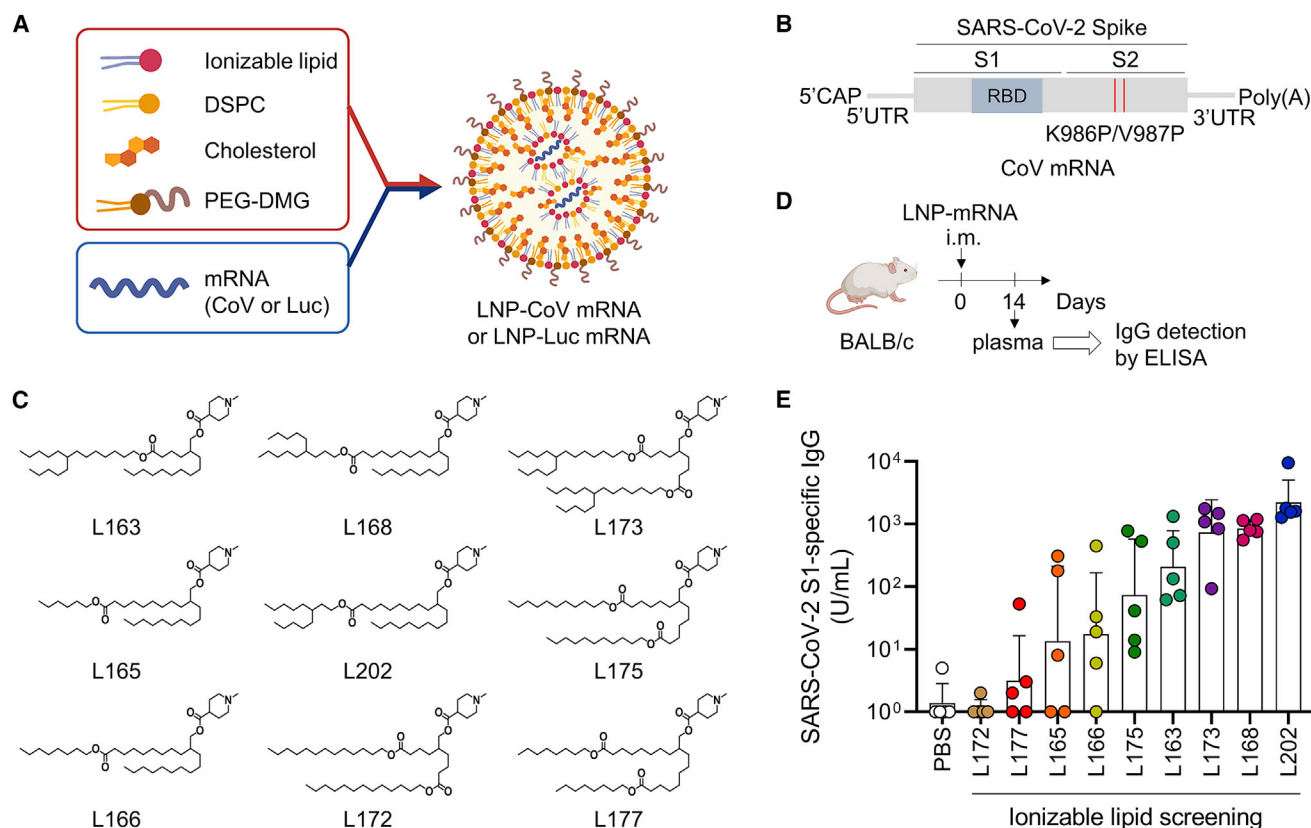 A
Ionizable lipid
DSPC
Cholesterol
PEG-DMG
mRNA
(CoV or Luc)
LNP-CoV mRNA
or LNP-Luc mRNA
B
SARS-CoV-2 Spike
S1 S2
5’CAP RBD Poly(A)
5’UTR 3’UTR
K986P/V987P
CoV mRNA
D
LNP-mRNA
i.m.
0 14 Days
BALB/c plasma IgG detection
by ELISA
C
O N
O
O
O
L163
O N
O
O
O
L168
O N
O
O
O
O
O
L173
O N
O
O
O
L165
O N
O
O
O
L202
O N
O
O
O
O
O
L175
O N
O
O
O
L166
O N
O
O
O
O
O
L172
O N
O
O
O
O
O
L177
E
SARS-CoV-2 S1-specific IgG
(U/mL)
10⁴
10³
10²
10¹
10⁰
PBS
L172
L177
L165
L166
L175
L163
L173
L168
L202
Ionizable lipid screening